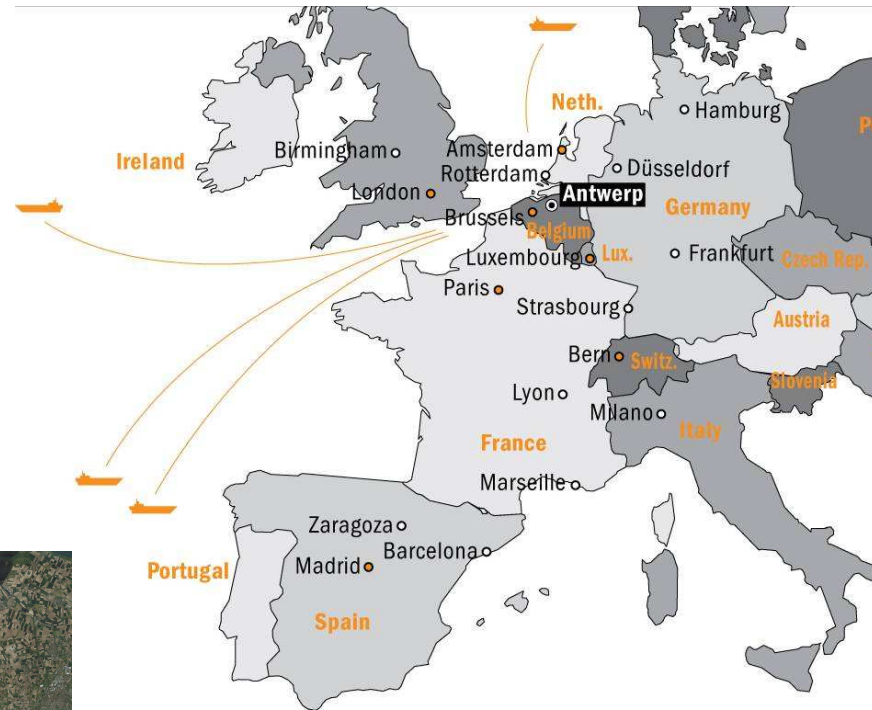 Neth.
Hamburg
P
Ireland
Birmingham
Amsterdam
Rotterdam
Düsseldorf
London
Antwerp
Brussels
Belgium
Germany
Luxembourg
Lux.
Frankfurt
Czech Rep.
Paris
Strasbourg
Austria
Bern
Switz.
Slovenia
Lyon
Milano
Italy
France
Marseille
Zaragoza
Barcelona
Portugal
Madrid
Spain